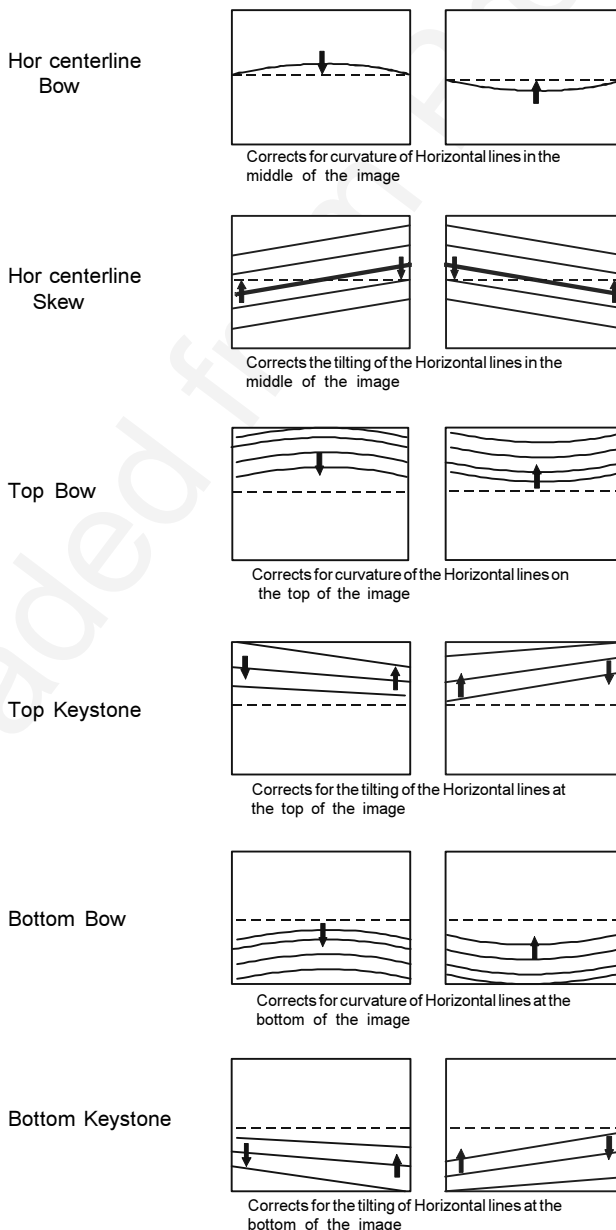 Hor centerline
Bow
Corrects for curvature of Horizontal lines in the
middle of the image
Hor centerline
Skew
Corrects the tilting of the Horizontal lines in the
middle of the image
Top Bow
Corrects for curvature of the Horizontal lines on
the top of the image
Top Keystone
Corrects for the tilting of the Horizontal lines at
the top of the image
Bottom Bow
Corrects for curvature of Horizontal lines at the
bottom of the image
Bottom Keystone
Corrects for the tilting of Horizontal lines at the
bottom of the image